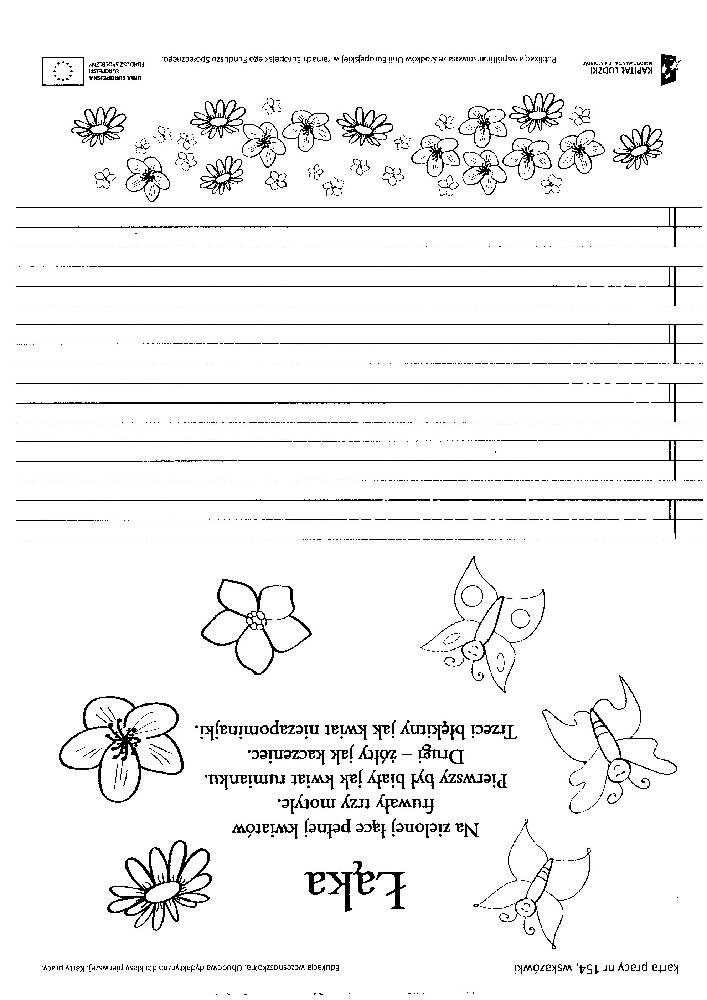 karta pracy nr 154, wskazówki
Edukacja wczesnoszkolna. Obudowa dydaktyczna dla klasy pierwszej. Karty pracy.
Łąka
Na zielonej łące pełnej kwiatów
fruwały trzy motyle.
Pierwszy był biały jak kwiat rumianku.
Drugi – żółty jak kaczeniec.
Trzeci błękitny jak kwiat niezapominajki.
KAPITAŁ LUDZKI
NARODOWA STRATEGIA SPÓJNOŚCI
Publikacja współfinansowana ze środków Unii Europejskiej w ramach Europejskiego Funduszu Społecznego.
UNIA EUROPEJSKA
EUROPEJSKI
FUNDUSZ SPOŁECZNY